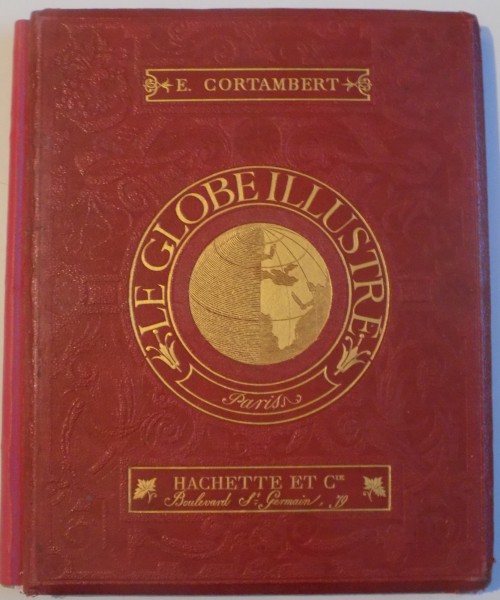 E. CORTAMBERT
LE GLOBE ILLUSTRÉ
Paris
HACHETTE ET Cie
Boulevard St. Germain, 79